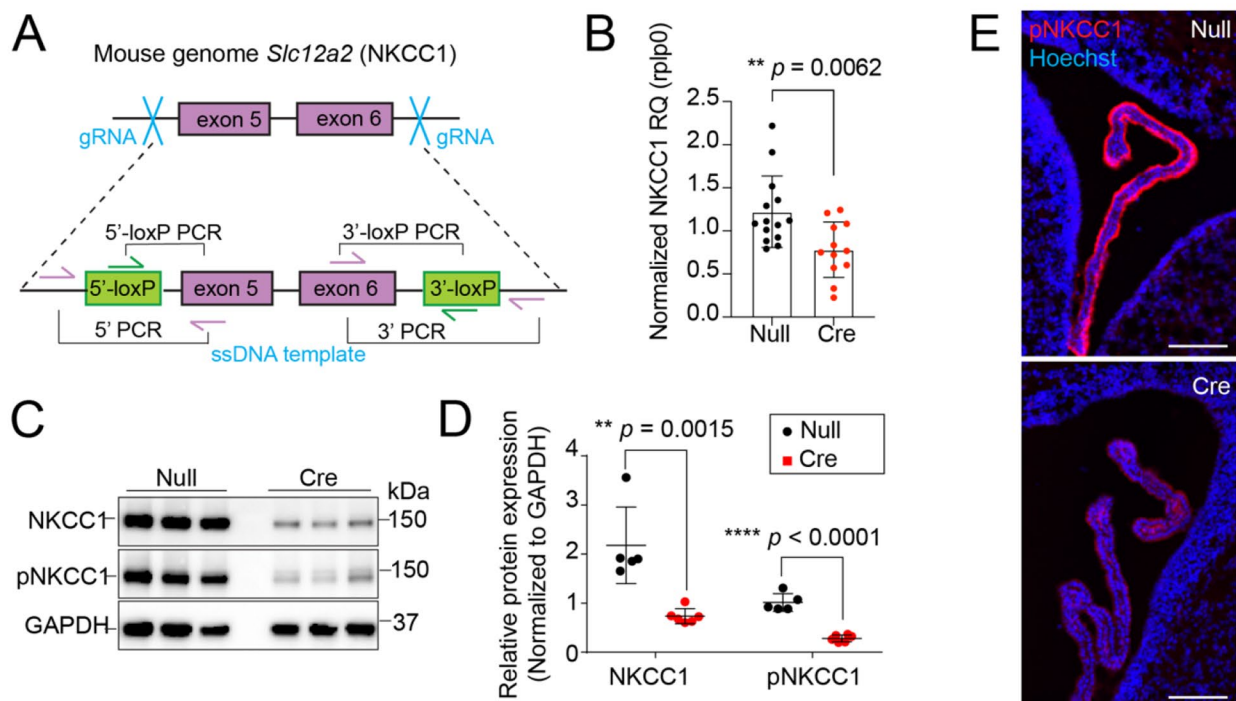 A
Mouse genome Slc12a2 (NKCC1)
exon 5
exon 6
gRNA
gRNA
5'-loxP PCR
3'-loxP PCR
5'-loxP
exon 5
exon 6
3'-loxP
5' PCR
3' PCR
ssDNA template
B
** p = 0.0062
Normalized NKCC1 RQ (rplp0)
2.5
2.0
1.5
1.0
0.5
0.0
Null
Cre
C
Null
Cre
kDa
NKCC1
150
pNKCC1
150
GAPDH
37
D
Relative protein expression
(Normalized to GAPDH)
** p = 0.0015
Null
Cre
**** p < 0.0001
4
3
2
1
0
NKCC1
pNKCC1
E
pNKCC1
Null
Hoechst
Cre